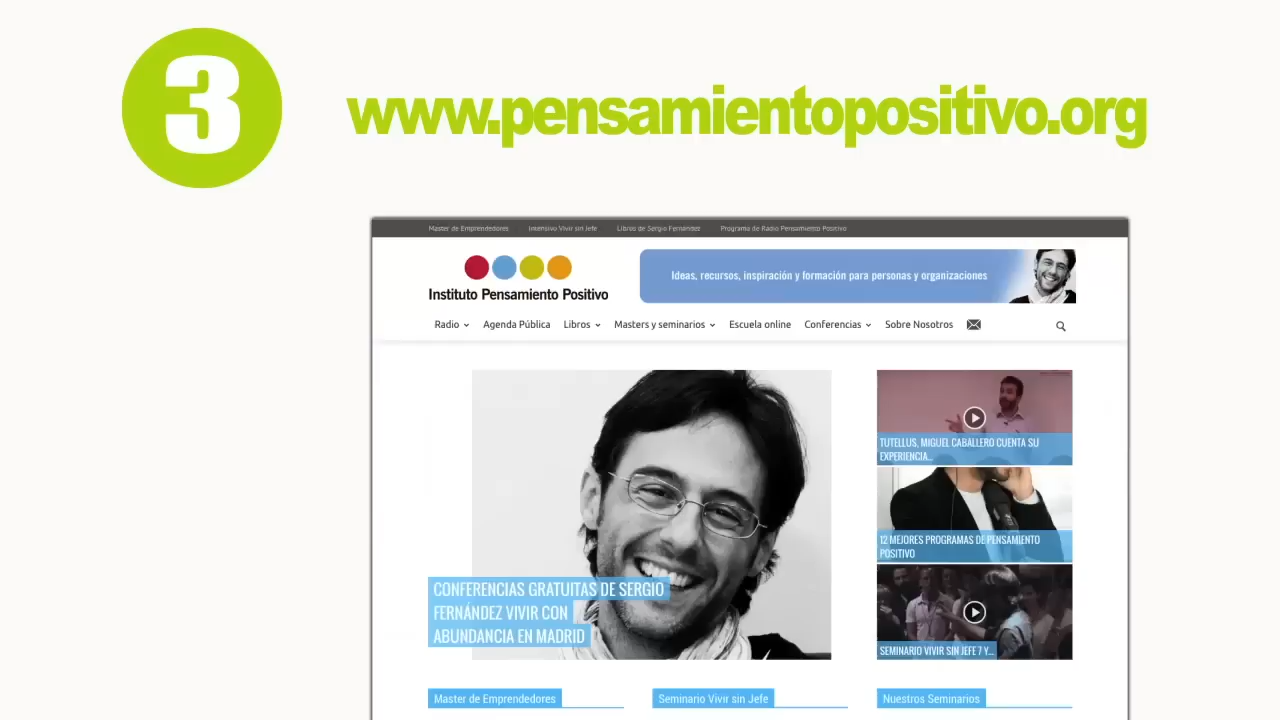 3
www.pensamientopositivo.org
Master de Emprendedores Intensivo Vivir sin Jefe Libros de Sergio Fernández Programa de Radio Pensamiento Positivo
Instituto Pensamiento Positivo
Ideas, recursos, inspiración y formación para personas y organizaciones
Radio Agenda Pública Libros Masters y seminarios Escuela online Conferencias Sobre Nosotros
CONFERENCIAS GRATUITAS DE SERGIO
FERNÁNDEZ VIVIR CON
ABUNDANCIA EN MADRID
TUTELLUS, MIGUEL CABALLERO CUENTA SU
EXPERIENCIA...
12 MEJORES PROGRAMAS DE PENSAMIENTO
POSITIVO
SEMINARIO VIVIR SIN JEFE 7 Y...
Master de Emprendedores
Seminario Vivir sin Jefe
Nuestros Seminarios